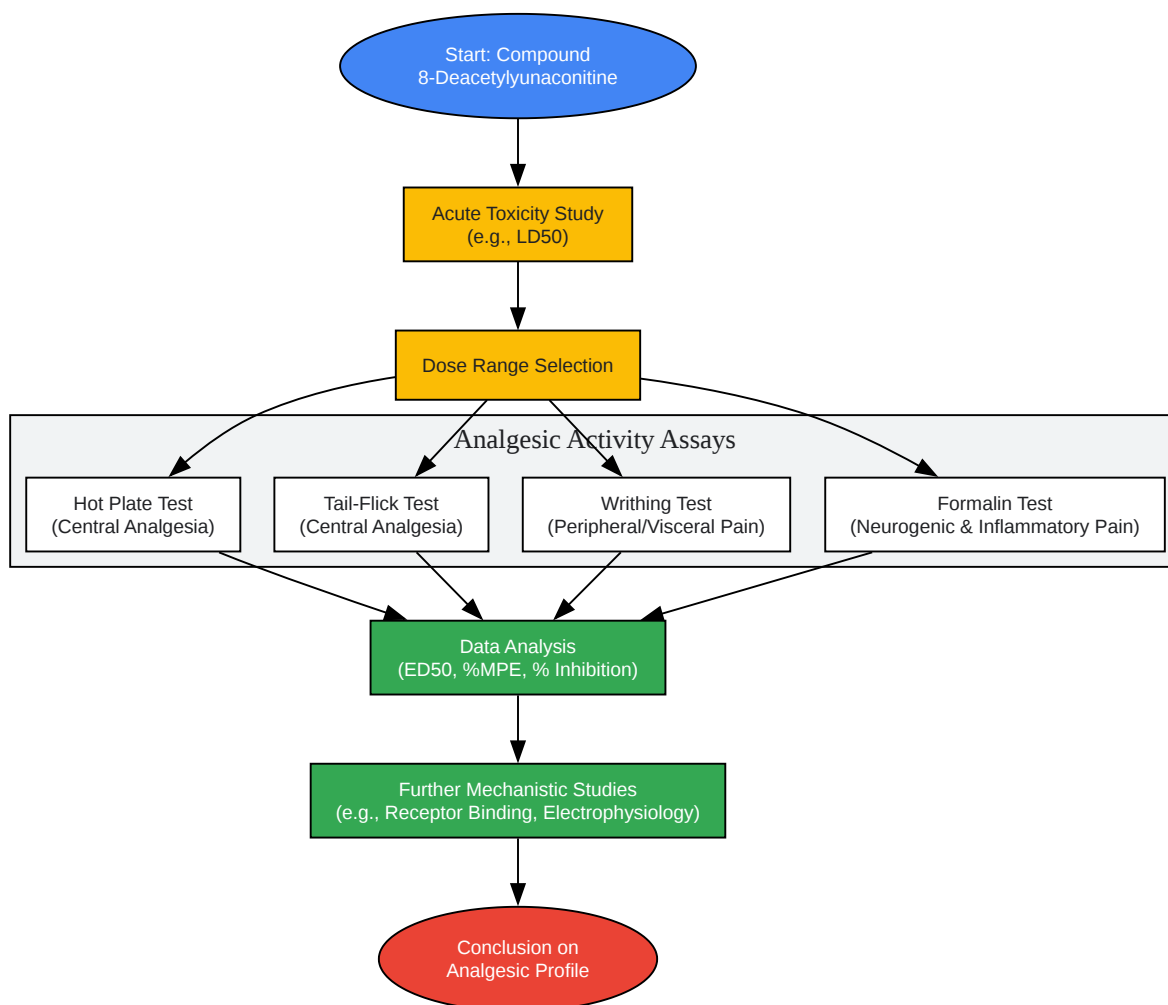 Start: Compound
8-Deacetylyunaconitine
Acute Toxicity Study
(e.g., LD50)
Dose Range Selection
Analgesic Activity Assays
Hot Plate Test
(Central Analgesia)
Tail-Flick Test
(Central Analgesia)
Writhing Test
(Peripheral/Visceral Pain)
Formalin Test
(Neurogenic & Inflammatory Pain)
Data Analysis
(ED50, %MPE, % Inhibition)
Further Mechanistic Studies
(e.g., Receptor Binding, Electrophysiology)
Conclusion on
Analgesic Profile